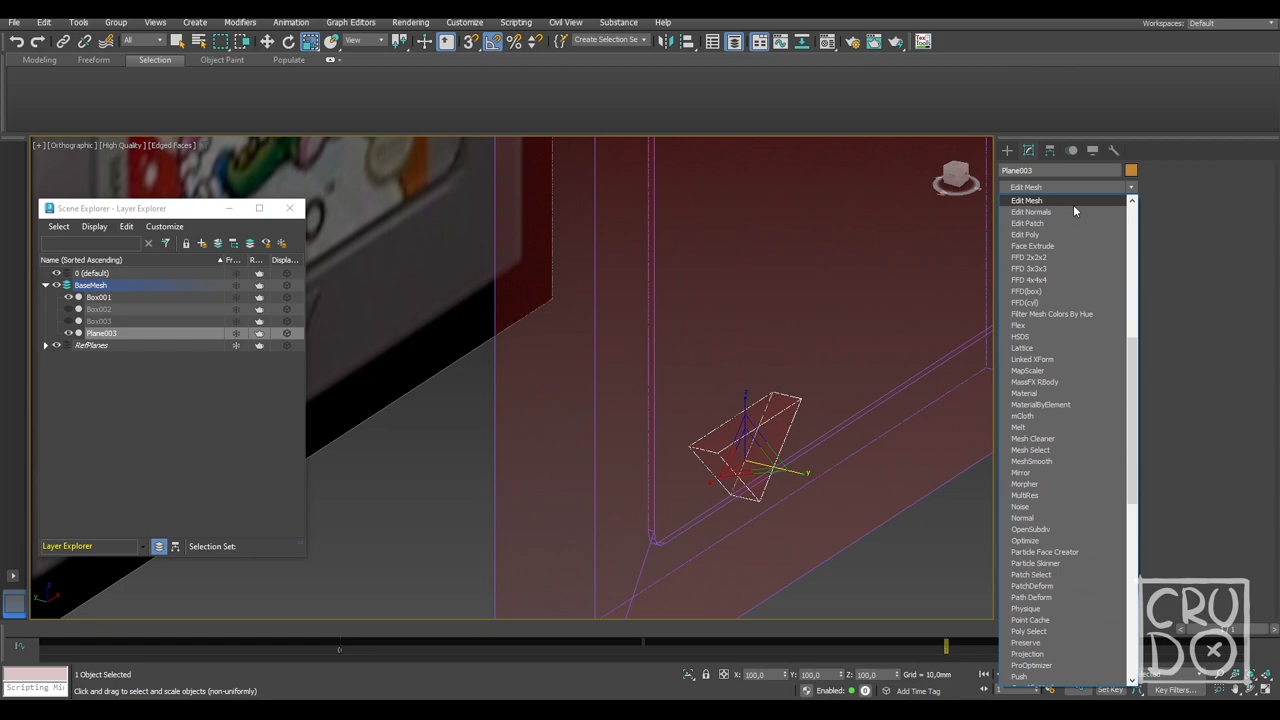 File Edit Tools Group Views Create Modifiers Animation Graph Editors Rendering Customize Scripting Civil View Substance Help
Workspaces: Default
All
View
Create Selection Se
Modeling Freeform Selection Object Paint Populate
[+] [Orthographic] [High Quality] [Edged Faces]
Scene Explorer - Layer Explorer
Select Display Edit Customize
Name (Sorted Ascending) Fr... R... Displa...
0 (default)
BaseMesh
Box001
Box002
Box003
Plane003
RefPlanes
Layer Explorer Selection Set:
Plane003
Edit Mesh
Edit Mesh
Edit Normals
Edit Patch
Edit Poly
Face Extrude
FFD 2x2x2
FFD 3x3x3
FFD 4x4x4
FFD(box)
FFD(cyl)
Filter Mesh Colors By Hue
Flex
HSDS
Lattice
Linked XForm
MapScaler
MassFX RBody
Material
MaterialByElement
mCloth
Melt
Mesh Cleaner
Mesh Select
MeshSmooth
Mirror
Morpher
MultiRes
Noise
Normal
OpenSubdiv
Optimize
Particle Face Creator
Particle Skinner
Patch Select
PatchDeform
Path Deform
Physique
Point Cache
Poly Select
Preserve
Projection
ProOptimizer
Push
z
y
x
1 Object Selected
X: 100,0 Y: 100,0 Z: 100,0 Grid = 10,0mm
Scripting Mi
Click and drag to select and scale objects (non-uniformly)
Enabled: 0 Add Time Tag
1
Set Key Key Filters...
CRU
DO